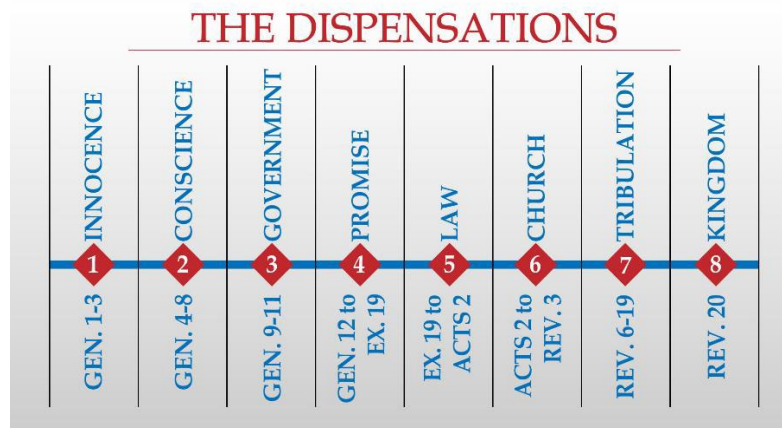 THE DISPENSATIONS
INNOCENCE
1
GEN. 1-3
CONSCIENCE
2
GEN. 4-8
GOVERNMENT
3
GEN. 9-11
PROMISE
4
GEN. 12 to
EX. 19
LAW
5
EX. 19 to
ACTS 2
CHURCH
6
ACTS 2 to
REV. 3
TRIBULATION
7
REV. 6-19
KINGDOM
8
REV. 20